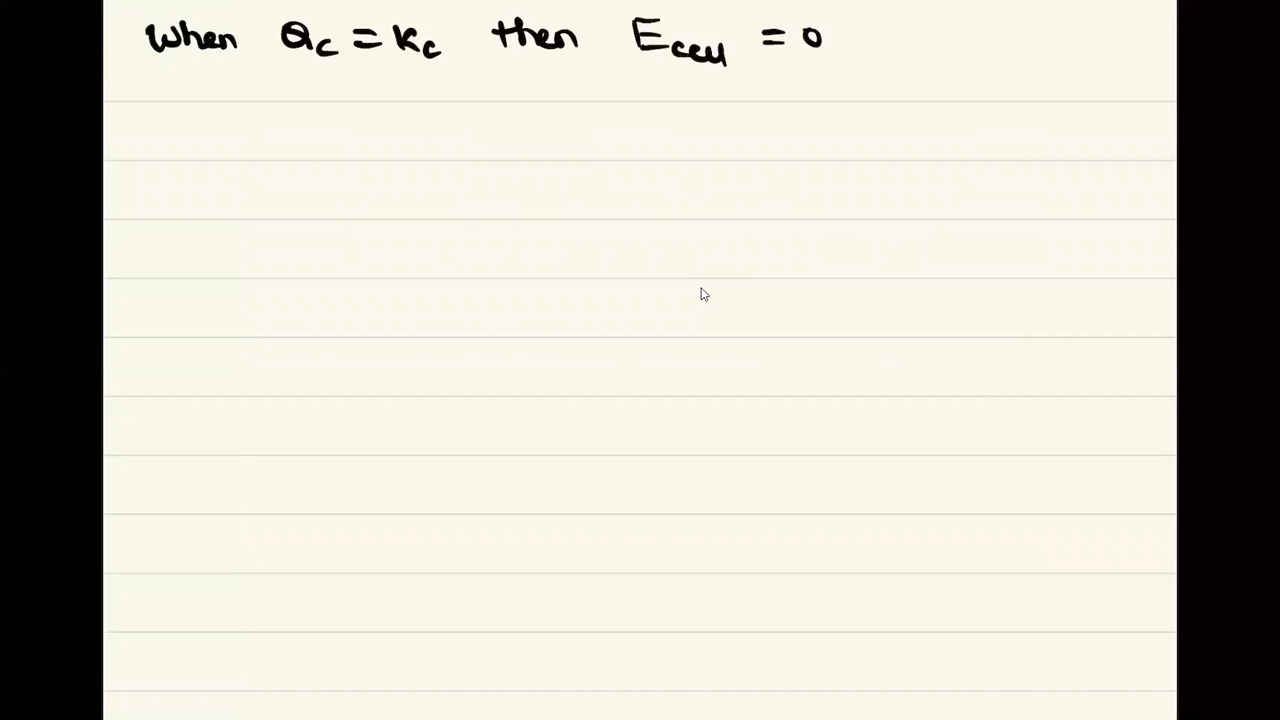 When Qc = Kc then Ecell = 0